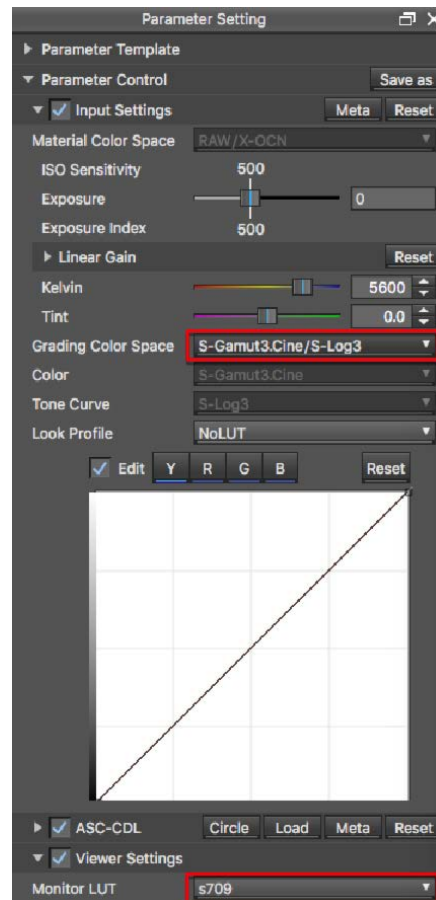 Parameter Setting
Parameter Template
Parameter Control Save as
Input Settings Meta Reset
Material Color Space RAW/X-OCN
ISO Sensitivity 500
Exposure 0
Exposure Index 500
Linear Gain Reset
Kelvin 5600
Tint 0.0
Grading Color Space S-Gamut3.Cine/S-Log3
Color S-Gamut3.Cine
Tone Curve S-Log3
Look Profile NoLUT
Edit Y R G B Reset
ASC-CDL Circle Load Meta Reset
Viewer Settings
Monitor LUT s709